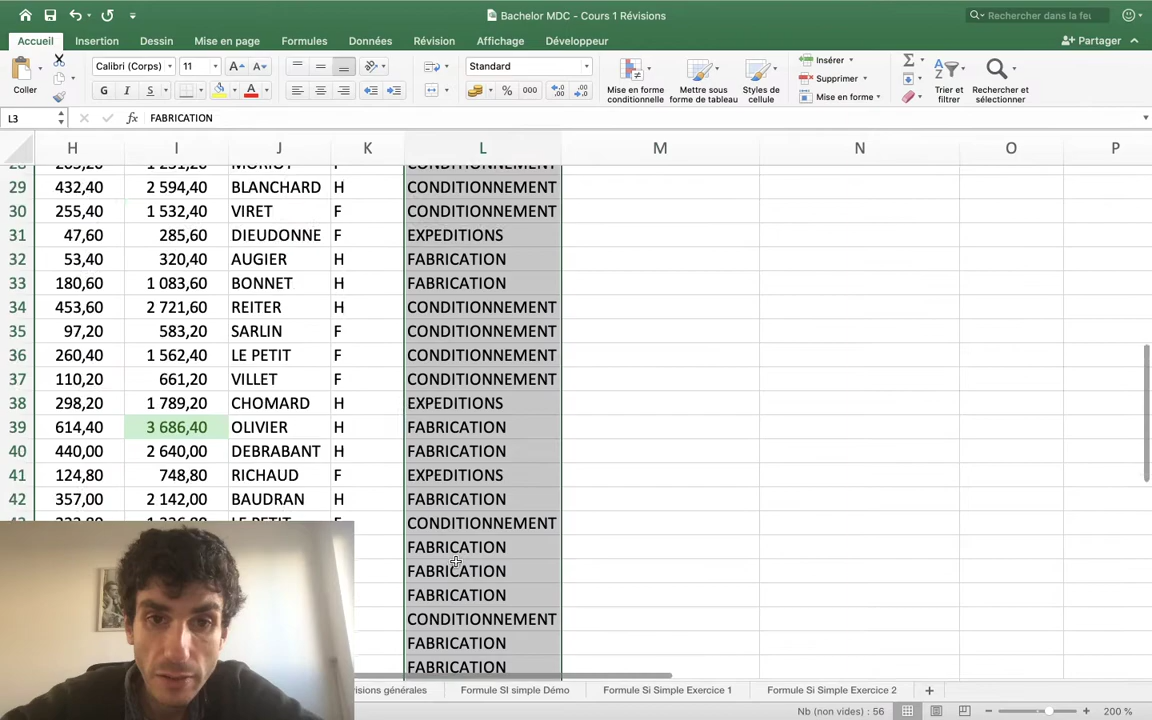 Bachelor MDC - Cours 1 Révisions
Rechercher dans la feu
Accueil Insertion Dessin Mise en page Formules Données Révision Affichage Développeur Partager
Coller
Calibri (Corps) 11
G I S A
Standard
% 000
Mise en forme conditionnelle
Mettre sous forme de tableau
Styles de cellule
Insérer
Supprimer
Mise en forme
Trier et filtrer
Rechercher et sélectionner
L3 fx FABRICATION
H I J K L M N O P
CONDITIONNEMENT
29 432,40 2 594,40 BLANCHARD H CONDITIONNEMENT
30 255,40 1 532,40 VIRET F CONDITIONNEMENT
31 47,60 285,60 DIEUDONNE F EXPEDITIONS
32 53,40 320,40 AUGIER H FABRICATION
33 180,60 1 083,60 BONNET H FABRICATION
34 453,60 2 721,60 REITER H CONDITIONNEMENT
35 97,20 583,20 SARLIN F CONDITIONNEMENT
36 260,40 1 562,40 LE PETIT F CONDITIONNEMENT
37 110,20 661,20 VILLET F CONDITIONNEMENT
38 298,20 1 789,20 CHOMARD H EXPEDITIONS
39 614,40 3 686,40 OLIVIER H FABRICATION
40 440,00 2 640,00 DEBRABANT H FABRICATION
41 124,80 748,80 RICHAUD F EXPEDITIONS
42 357,00 2 142,00 BAUDRAN H FABRICATION
CONDITIONNEMENT
FABRICATION
FABRICATION
FABRICATION
CONDITIONNEMENT
FABRICATION
FABRICATION
visions générales Formule SI simple Démo Formule Si Simple Exercice 1 Formule Si Simple Exercice 2
Nb (non vides) : 56 200 %